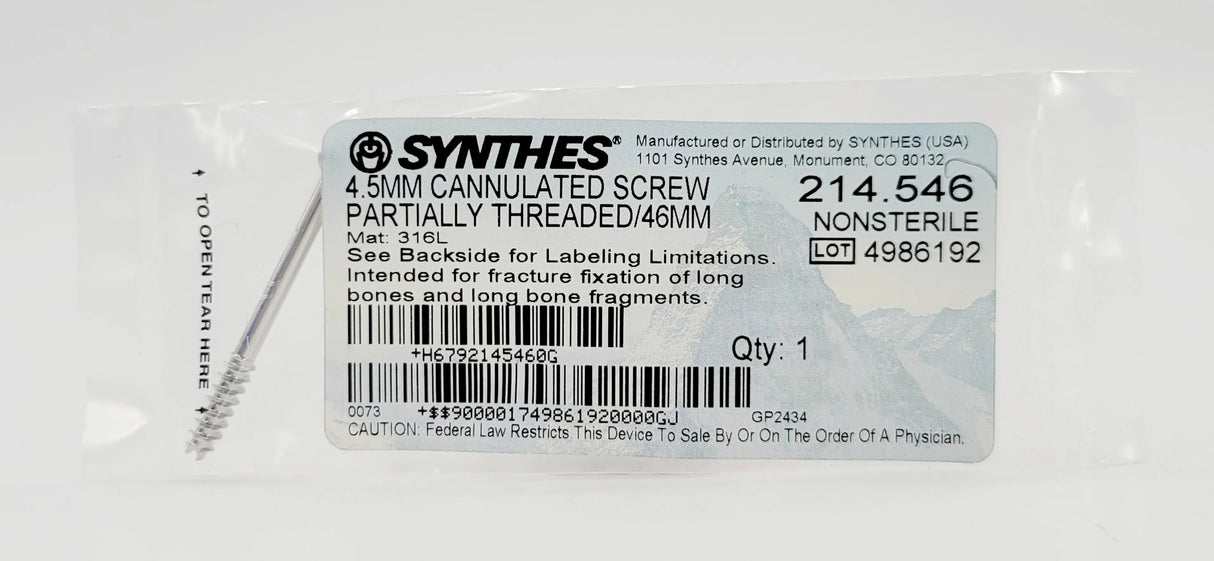 TO OPEN TEAR HERE
SYNTHES®
Manufactured or Distributed by SYNTHES (USA)
1101 Synthes Avenue, Monument, CO 80132
4.5MM CANNULATED SCREW
PARTIALLY THREADED/46MM
214.546
NONSTERILE
LOT 4986192
Mat: 316L
See Backside for Labeling Limitations.
Intended for fracture fixation of long
bones and long bone fragments.
+H6792145460G
Qty: 1
0073 +$$900001749861920000GJ GP2434
CAUTION: Federal Law Restricts This Device To Sale By Or On The Order Of A Physician.